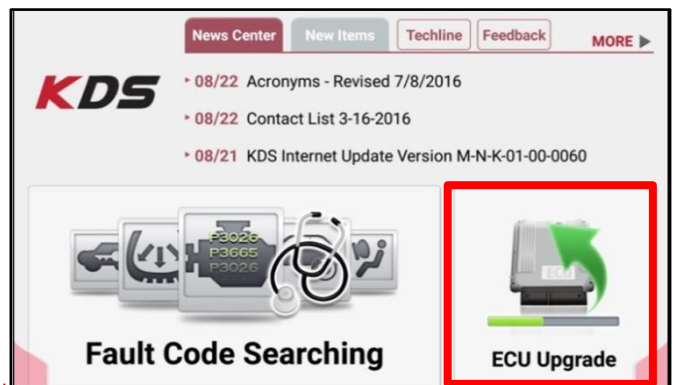 News Center New Items Techline Feedback MORE
KDS
08/22 Acronyms - Revised 7/8/2016
08/22 Contact List 3-16-2016
08/21 KDS Internet Update Version M-N-K-01-00-0060
P3026
P3665
P3026
ECU
Fault Code Searching
ECU Upgrade